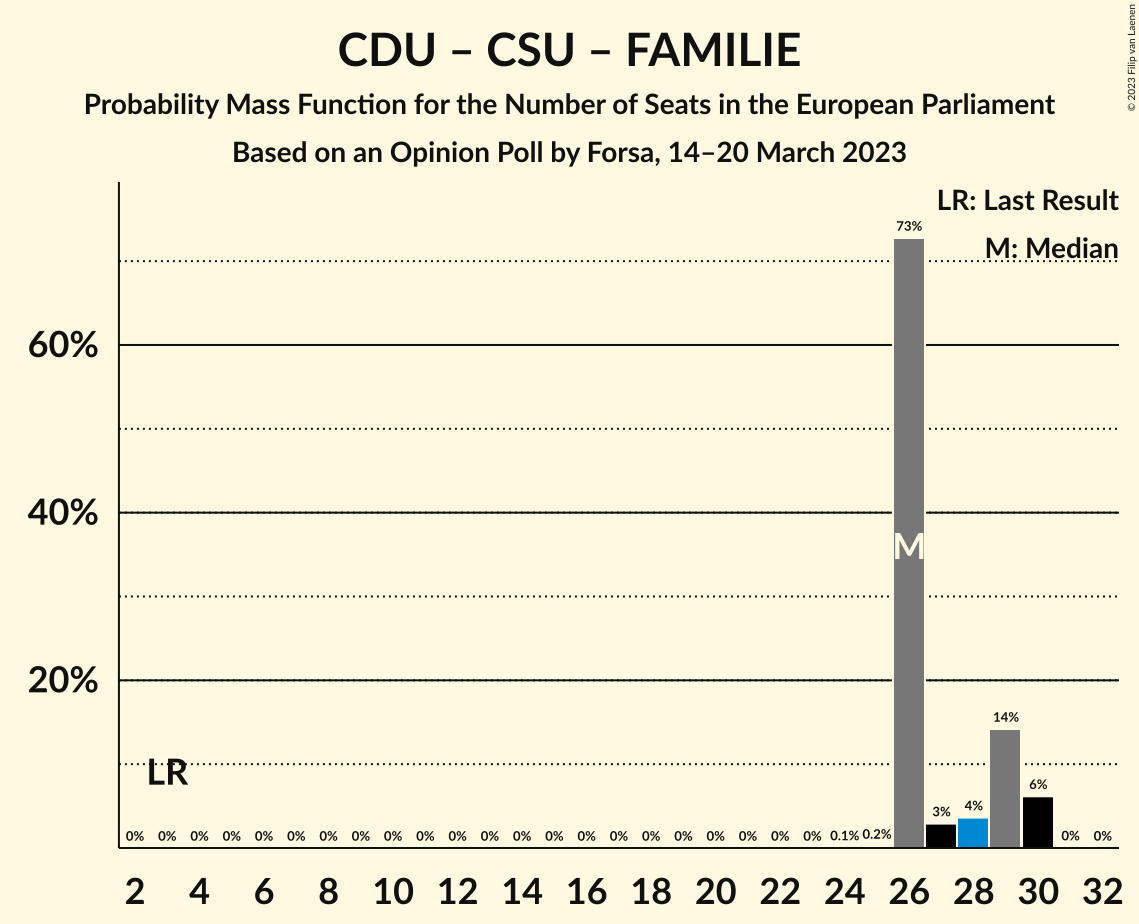 CDU – CSU – FAMILIE
Probability Mass Function for the Number of Seats in the European Parliament
Based on an Opinion Poll by Forsa, 14–20 March 2023
© 2023 Filip van Laenen
LR: Last Result
M: Median
73%
60%
40%
M
20%
14%
LR
6%
4%
3%
0% 0% 0% 0% 0% 0% 0% 0% 0% 0% 0% 0% 0% 0% 0% 0% 0% 0% 0% 0% 0% 0% 0.1% 0.2% 0% 0%
2 4 6 8 10 12 14 16 18 20 22 24 26 28 30 32